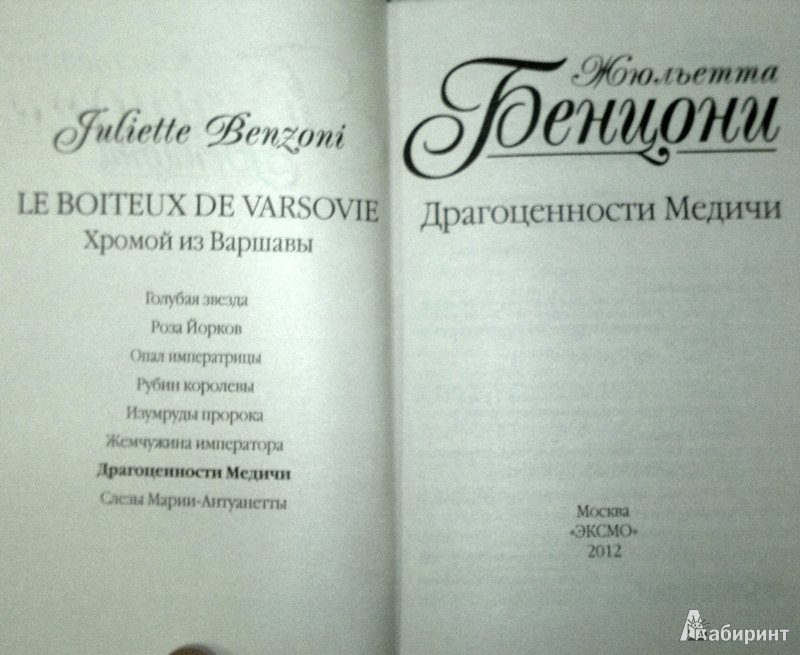 Juliette Benzoni
LE BOITEUX DE VARSOVIE
Хромой из Варшавы
Голубая звезда
Роза Йорков
Опал императрицы
Рубин королевы
Изумруды пророка
Жемчужина императора
Драгоценности Медичи
Слезы Марии-Антуанетты
Жюльетта
Бенцони
Драгоценности Медичи
Москва
«ЭКСМО»
2012
Лабиринт